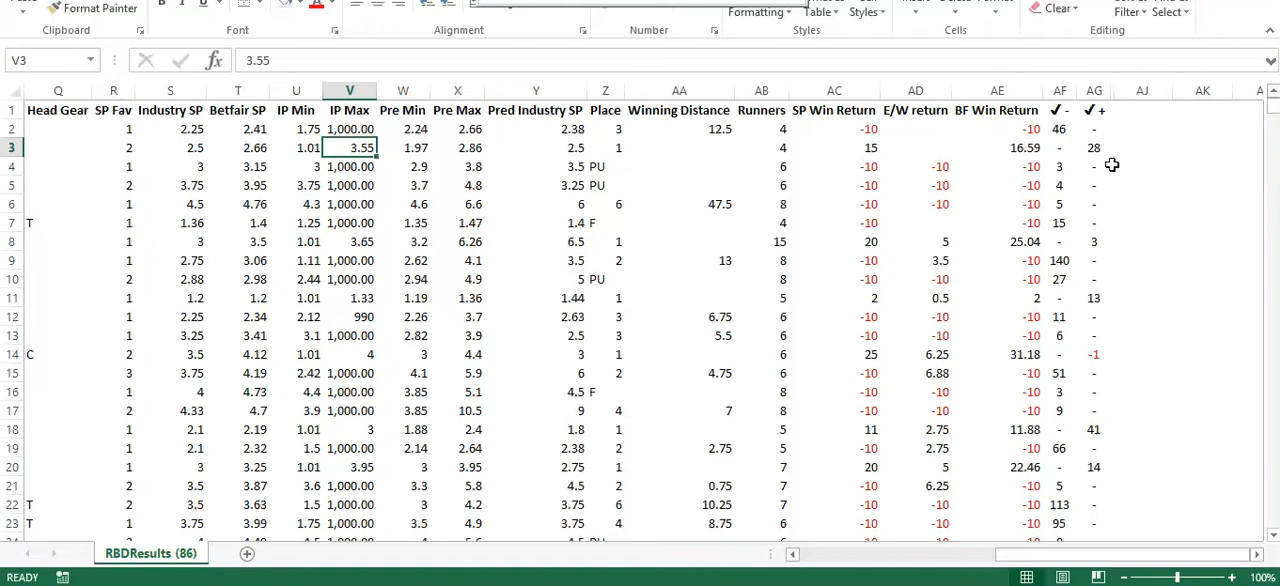 Format Painter B I U A Formatting Table Styles Clear Filter Select
Clipboard Font Alignment Number Styles Cells Editing
V3 fx 3.55
Q R S T U V W X Y Z AA AB AC AD AE AF AG AJ AK A
1 Head Gear SP Fav Industry SP Betfair SP IP Min IP Max Pre Min Pre Max Pred Industry SP Place Winning Distance Runners SP Win Return E/W return BF Win Return ✓ - ✓ +
2 1 2.25 2.41 1.75 1,000.00 2.24 2.66 2.38 3 12.5 4 -10 -10 46 -
3 2 2.5 2.66 1.01 3.55 1.97 2.86 2.5 1 4 15 16.59 - 28
4 1 3 3.15 3 1,000.00 2.9 3.8 3.5 PU 6 -10 -10 -10 3 -
5 2 3.75 3.95 3.75 1,000.00 3.7 4.8 3.25 PU 6 -10 -10 -10 4 -
6 1 4.5 4.76 4.3 1,000.00 4.6 6.6 6 6 47.5 8 -10 -10 -10 5 -
7 T 1 1.36 1.4 1.25 1,000.00 1.35 1.47 1.4 F 4 -10 -10 15 -
8 1 3 3.5 1.01 3.65 3.2 6.26 6.5 1 15 20 5 25.04 - 3
9 1 2.75 3.06 1.11 1,000.00 2.62 4.1 3.5 2 13 8 -10 3.5 -10 140 -
10 2 2.88 2.98 2.44 1,000.00 2.94 4.9 5 PU 8 -10 -10 -10 27 -
11 1 1.2 1.2 1.01 1.33 1.19 1.36 1.44 1 5 2 0.5 2 - 13
12 1 2.25 2.34 2.12 990 2.26 3.7 2.63 3 6.75 6 -10 -10 -10 11 -
13 1 3.25 3.41 3.1 1,000.00 2.82 3.9 2.5 3 5.5 6 -10 -10 -10 6 -
14 C 2 3.5 4.12 1.01 4 3 4.4 3 1 6 25 6.25 31.18 - -1
15 3 3.75 4.19 2.42 1,000.00 4.1 5.9 6 2 4.75 6 -10 6.88 -10 51 -
16 1 4 4.73 4.4 1,000.00 3.85 5.1 4.5 F 8 -10 -10 -10 3 -
17 2 4.33 4.7 3.9 1,000.00 3.85 10.5 9 4 7 8 -10 -10 -10 9 -
18 1 2.1 2.19 1.01 3 1.88 2.4 1.8 1 5 11 2.75 11.88 - 41
19 1 2.1 2.32 1.5 1,000.00 2.14 2.64 2.38 2 2.75 5 -10 2.75 -10 66 -
20 1 3 3.25 1.01 3.95 3 3.95 2.75 1 7 20 5 22.46 - 14
21 2 3.5 3.87 3.6 1,000.00 3.3 5.8 4.5 2 0.75 7 -10 6.25 -10 5 -
22 T 2 3.5 3.63 1.5 1,000.00 3 4.2 3.75 6 10.25 7 -10 -10 -10 113 -
23 T 1 3.75 3.99 1.75 1,000.00 3.5 4.9 3.75 4 8.75 7 -10 -10 -10 95 -
RBDResults (86)
READY 100%